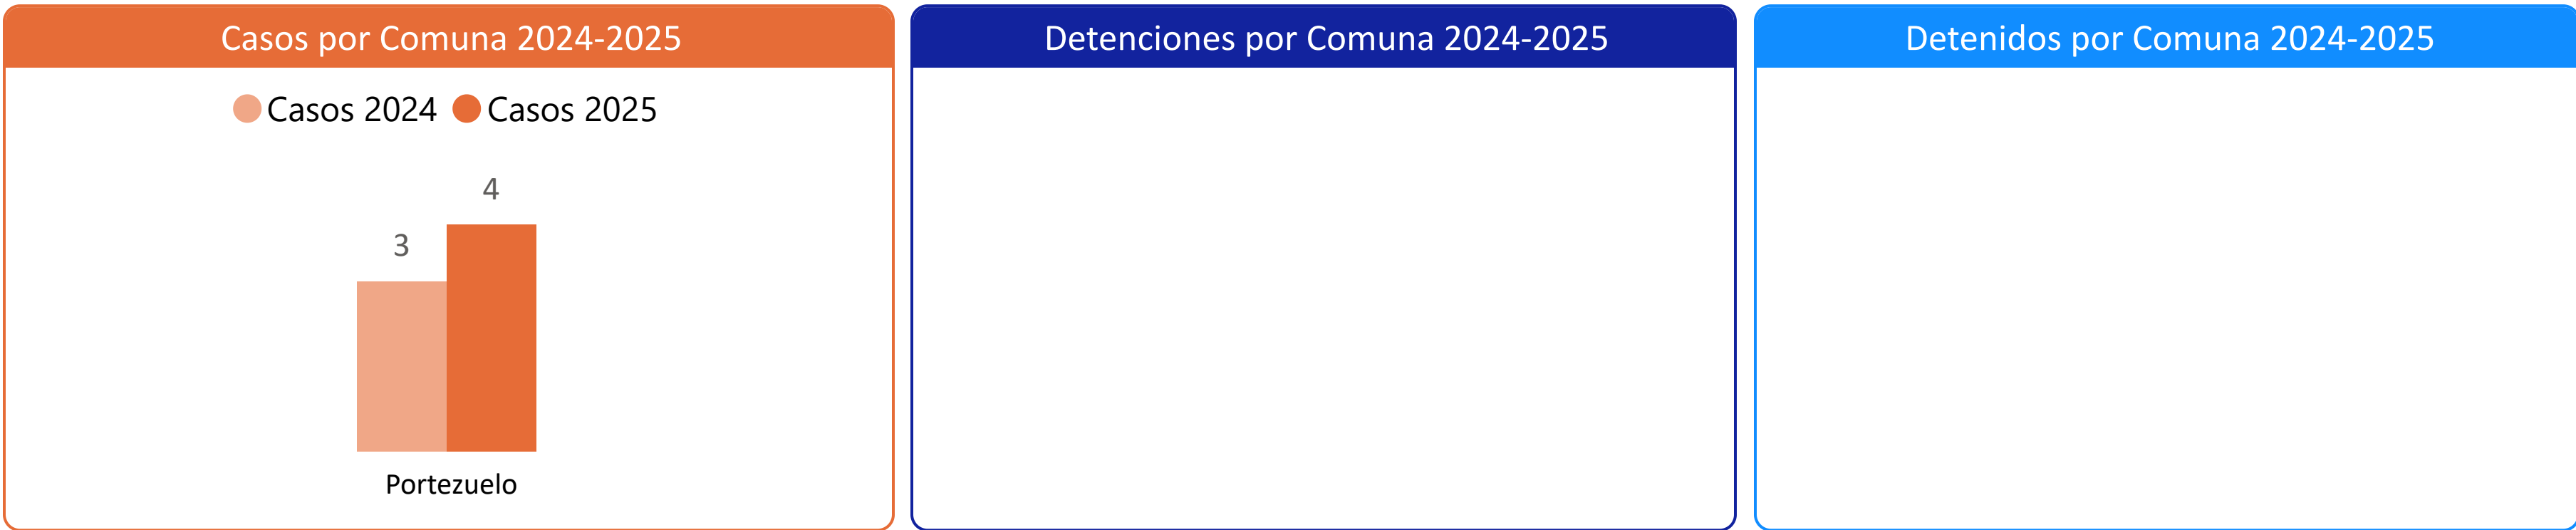 Casos por Comuna 2024-2025
Casos 2024 Casos 2025
4
3
Portezuelo
Detenciones por Comuna 2024-2025
Detenidos por Comuna 2024-2025